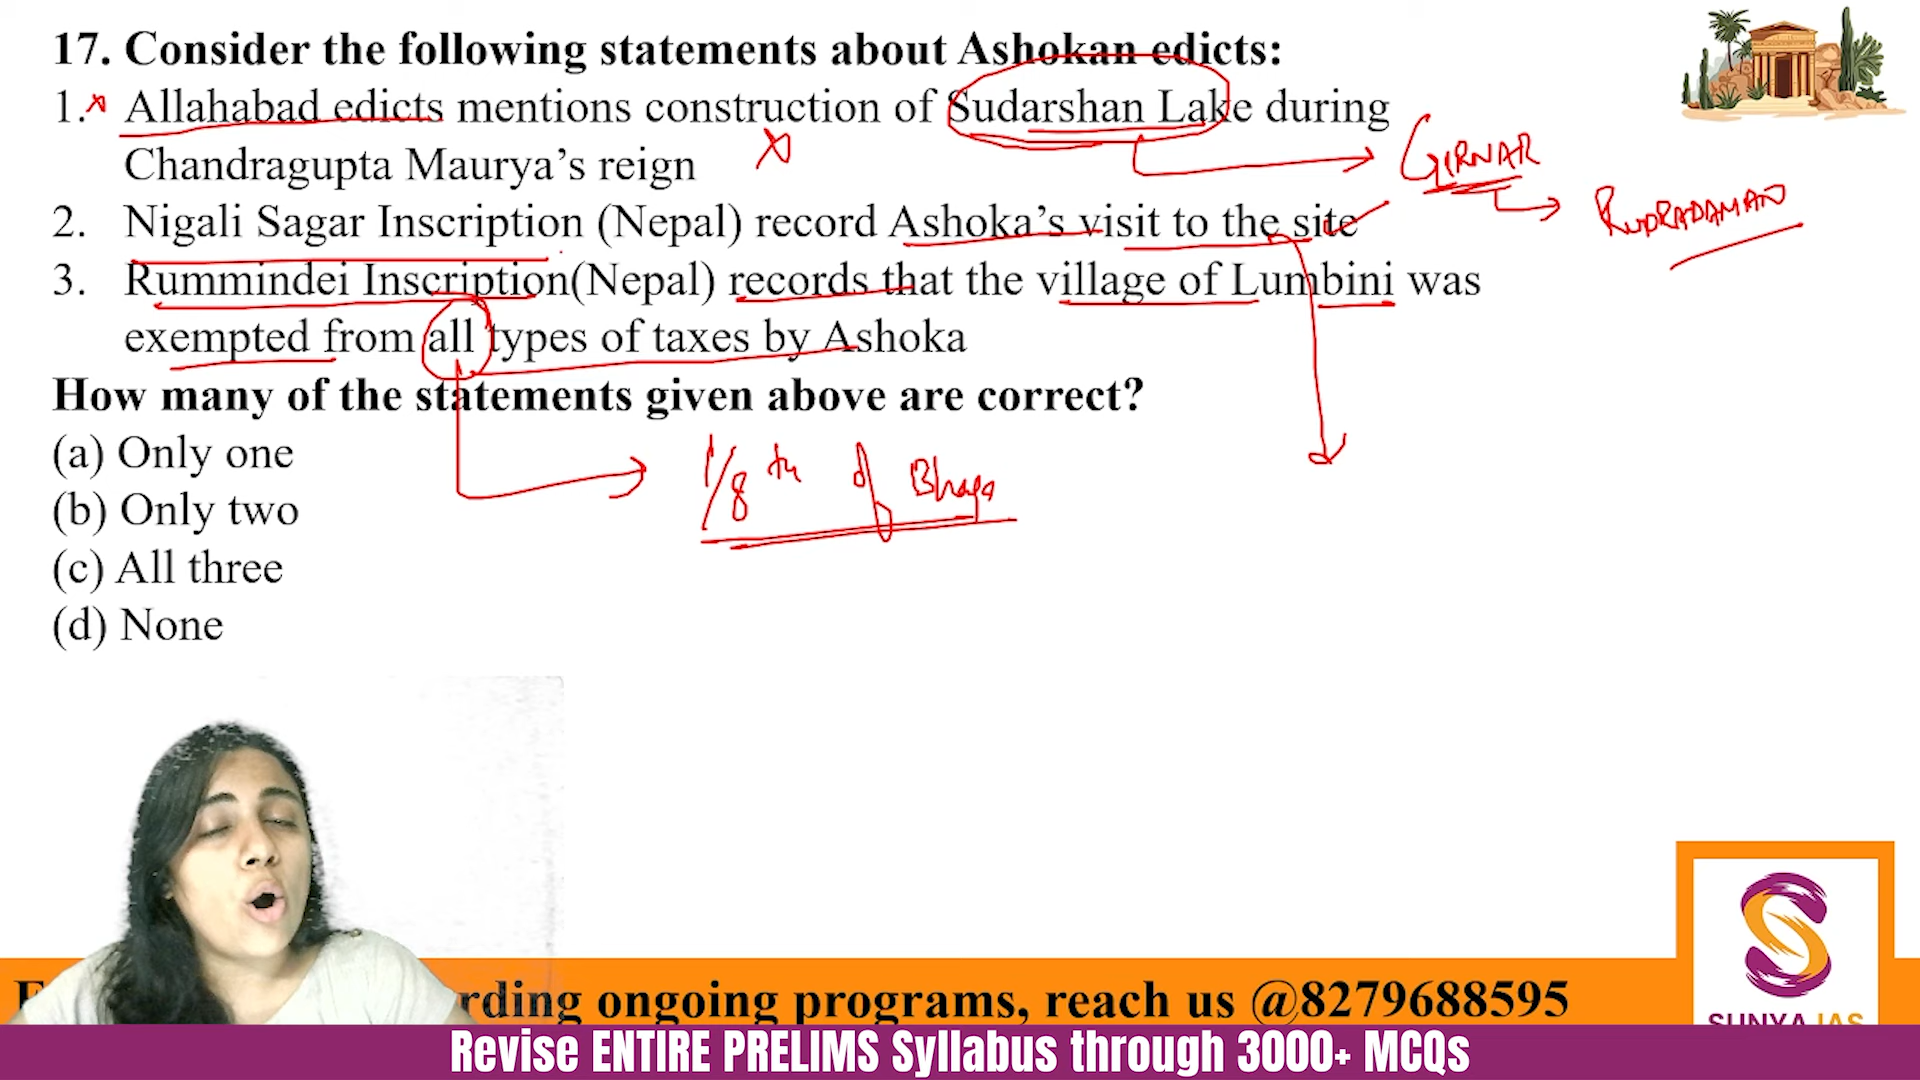 17. Consider the following statements about Ashokan edicts:
1. x Allahabad edicts mentions construction of Sudarshan Lake during
Chandragupta Maurya's reign x
GIRNAR
RUDRADAMAN
2. Nigali Sagar Inscription (Nepal) record Ashoka's visit to the site
3. Rummindei Inscription(Nepal) records that the village of Lumbini was
exempted from all types of taxes by Ashoka
How many of the statements given above are correct?
(a) Only one
1/8 th of Bhaga
(b) Only two
(c) All three
(d) None
rding ongoing programs, reach us @8279688595
SUNYA IAS
Revise ENTIRE PRELIMS Syllabus through 3000+ MCQs